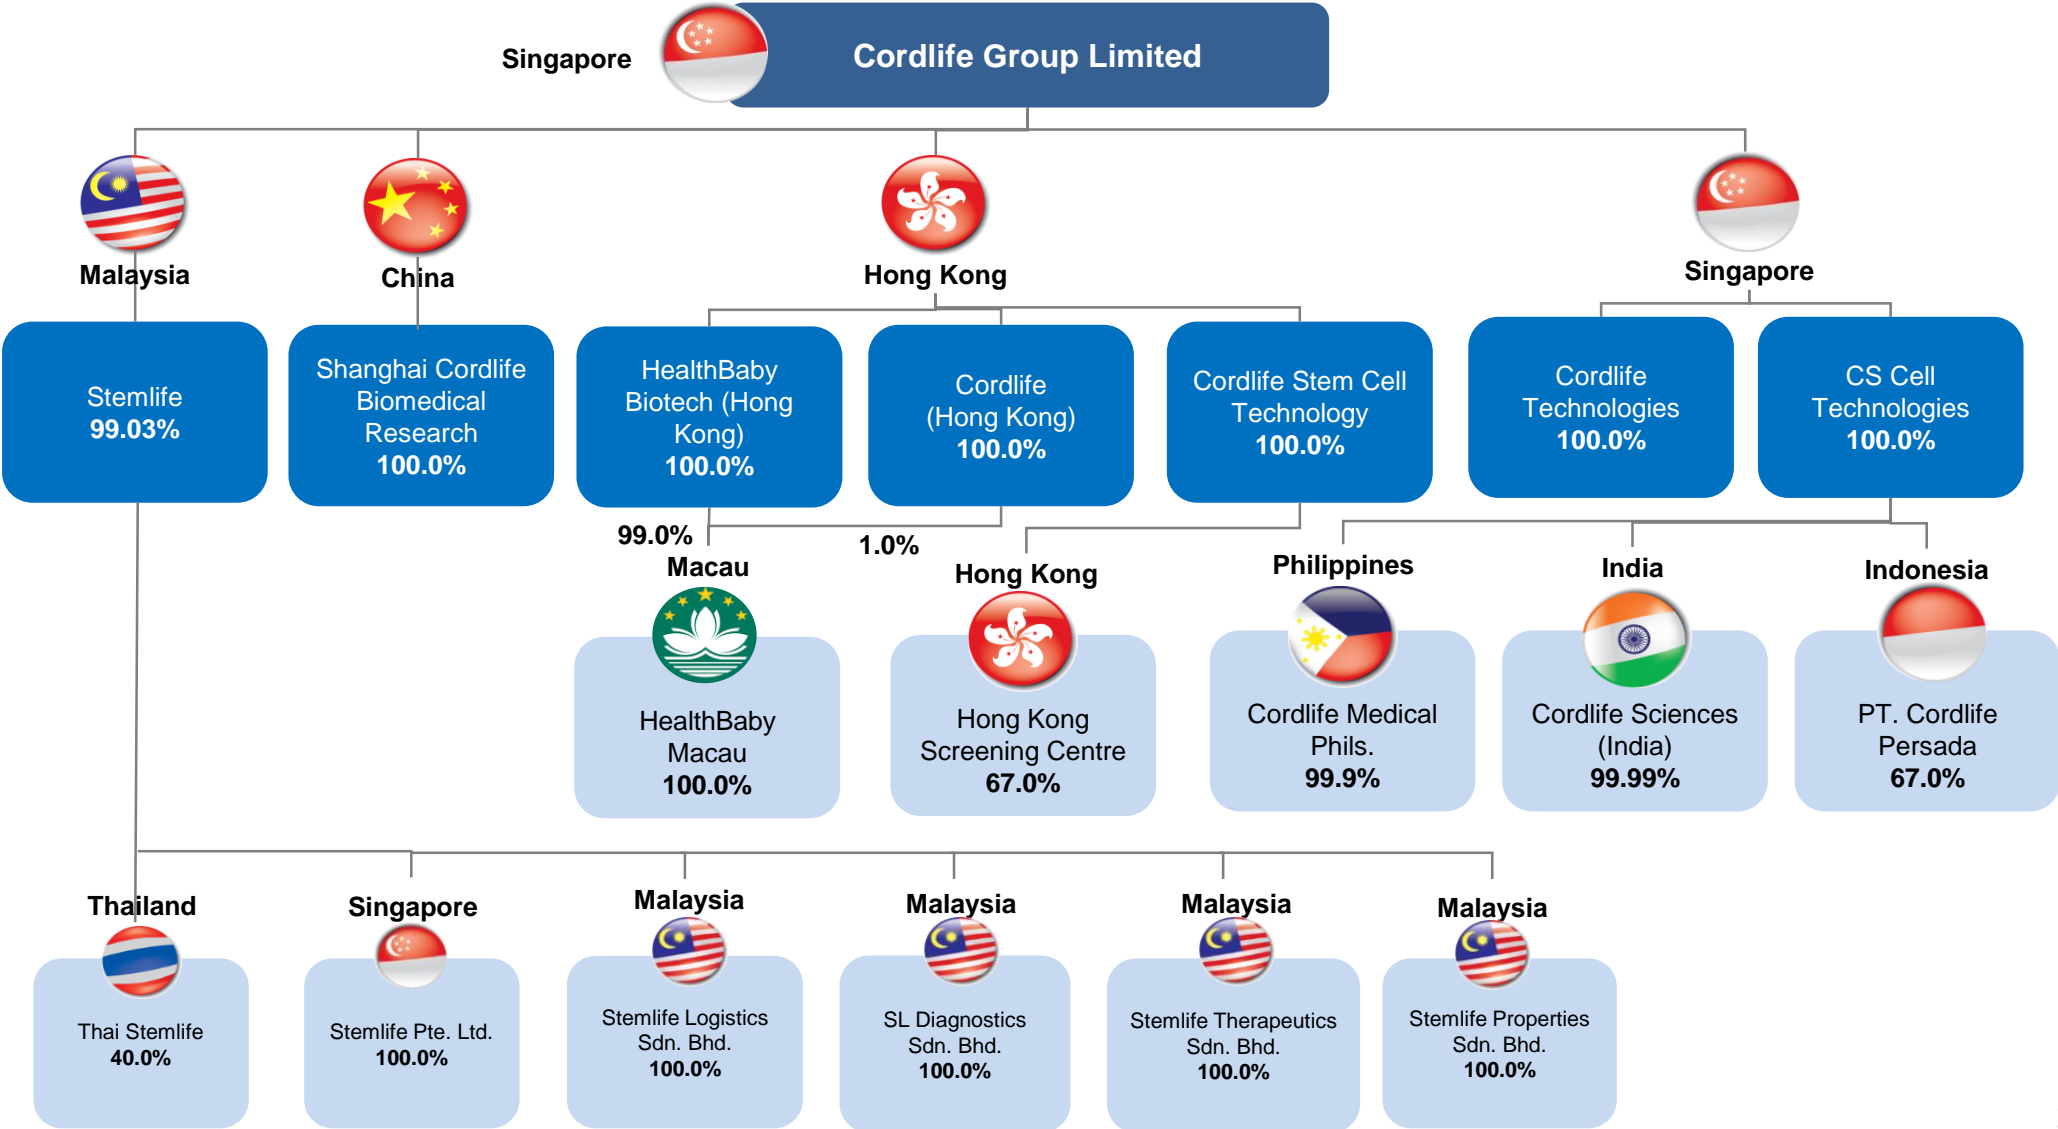 Singapore
Cordlife Group Limited
Malaysia
China
Hong Kong
Singapore
Stemlife
99.03%
Shanghai Cordlife
Biomedical
Research
100.0%
HealthBaby
Biotech (Hong
Kong)
100.0%
Cordlife
(Hong Kong)
100.0%
Cordlife Stem Cell
Technology
100.0%
Cordlife
Technologies
100.0%
CS Cell
Technologies
100.0%
99.0%
1.0%
Macau
HealthBaby
Macau
100.0%
Hong Kong
Hong Kong
Screening Centre
67.0%
Philippines
Cordlife Medical
Phils.
99.9%
India
Cordlife Sciences
(India)
99.99%
Indonesia
PT. Cordlife
Persada
67.0%
Thailand
Thai Stemlife
40.0%
Singapore
Stemlife Pte. Ltd.
100.0%
Malaysia
Stemlife Logistics
Sdn. Bhd.
100.0%
Malaysia
SL Diagnostics
Sdn. Bhd.
100.0%
Malaysia
Stemlife Therapeutics
Sdn. Bhd.
100.0%
Malaysia
Stemlife Properties
Sdn. Bhd.
100.0%